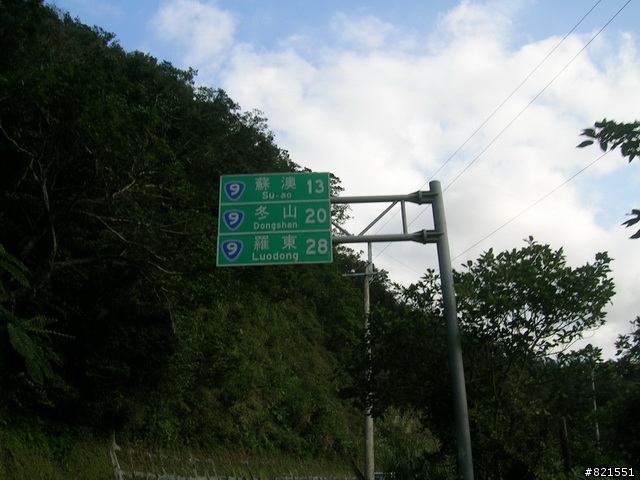 9 蘇澳 13
Su-ao
9 冬山 20
Dongshan
9 羅東 28
Luodong
#821551